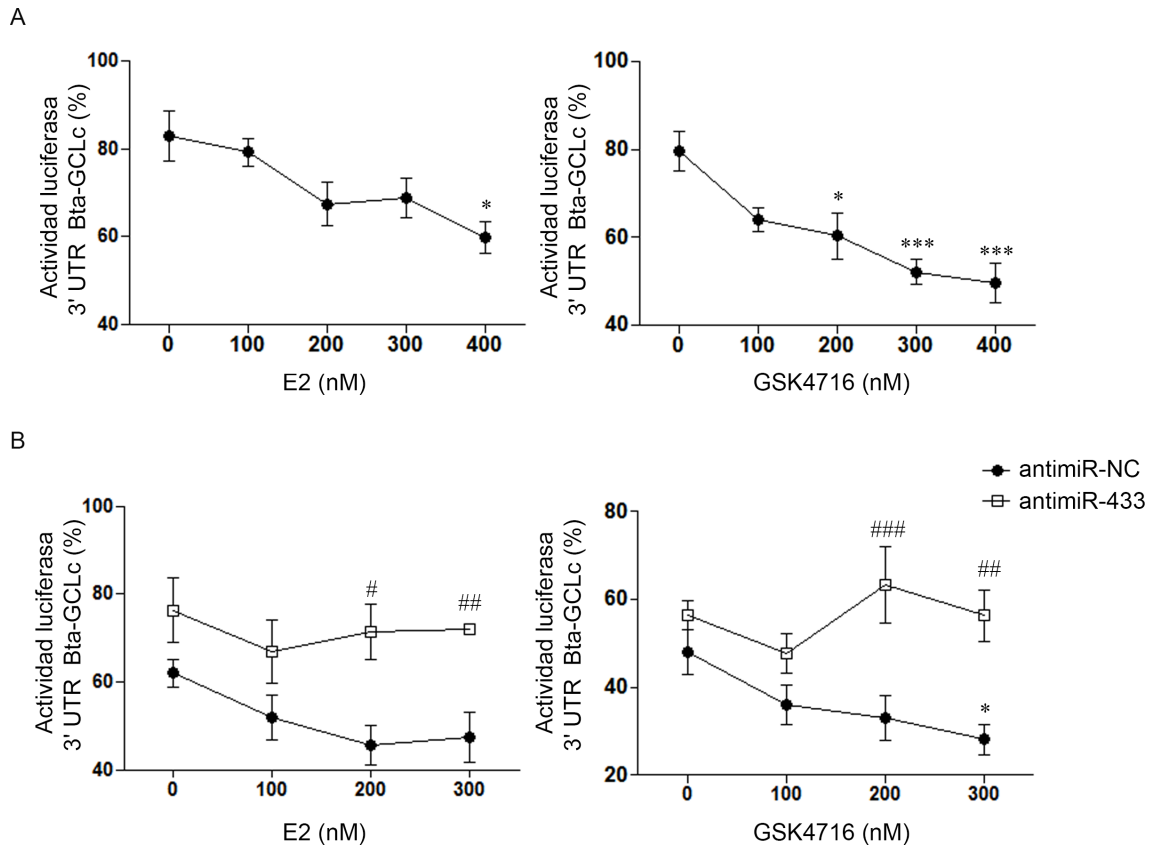 A
Actividad luciferasa
3' UTR Bta-GCLc (%)
100
80
60
40
*
0 100 200 300 400
E2 (nM)
Actividad luciferasa
3' UTR Bta-GCLc (%)
100
80
60
40
*
***
***
0 100 200 300 400
GSK4716 (nM)
B
antimiR-NC
antimiR-433
Actividad luciferasa
3' UTR Bta-GCLc (%)
100
80
60
40
#
##
0 100 200 300
E2 (nM)
Actividad luciferasa
3' UTR Bta-GCLc (%)
80
60
40
20
###
##
*
0 100 200 300
GSK4716 (nM)